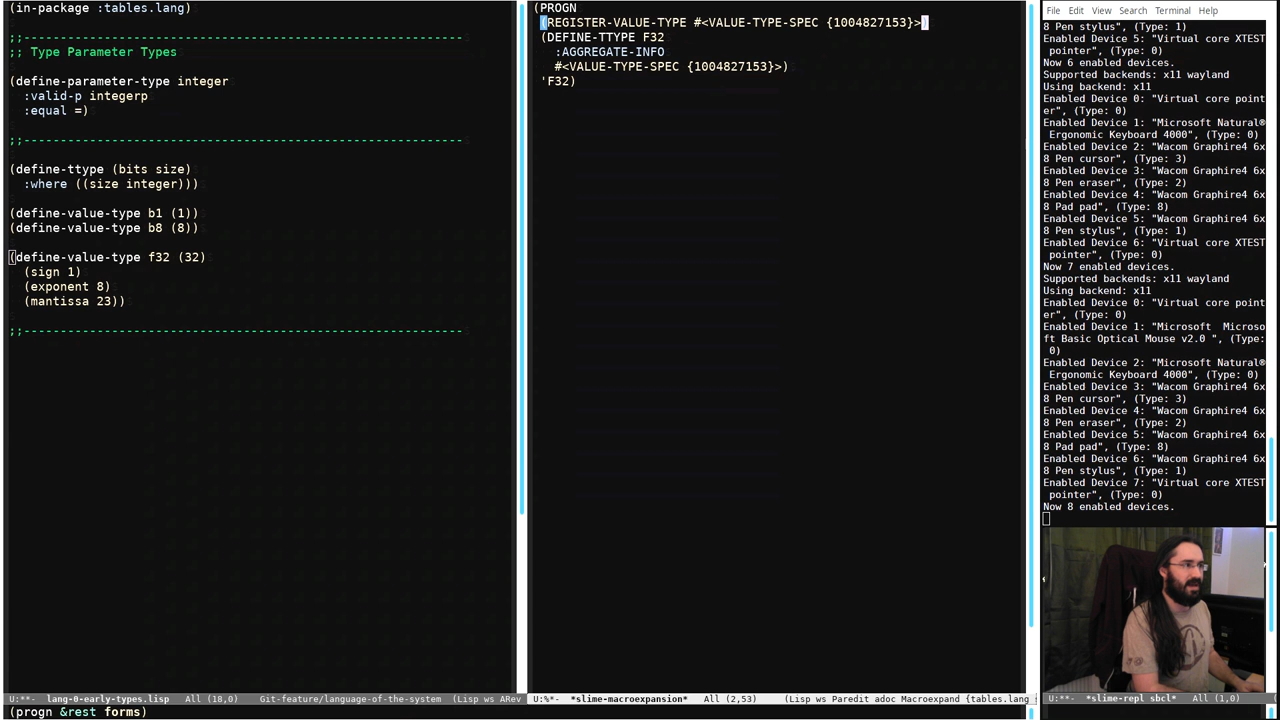 (in-package :tables.lang)
;;------------------------------------------------------------
;; Type Parameter Types
(define-parameter-type integer
  :valid-p integerp
  :equal =)
;;------------------------------------------------------------
(define-ttype (bits size)
  :where ((size integer)))
(define-value-type b1 (1))
(define-value-type b8 (8))
(define-value-type f32 (32)
  (sign 1)
  (exponent 8)
  (mantissa 23))
;;------------------------------------------------------------
U:**-  lang-0-early-types.lisp   All (18,0)   Git-feature/language-of-the-system  (Lisp ws ARev
(progn &rest forms)
(PROGN
 (REGISTER-VALUE-TYPE #<VALUE-TYPE-SPEC {1004827153}>)
 (DEFINE-TTYPE F32
   :AGGREGATE-INFO
   #<VALUE-TYPE-SPEC {1004827153}>)
 'F32)
U:%*-  *slime-macroexpansion*   All (2,53)   (Lisp ws Paredit adoc Macroexpand {tables.lang
File Edit View Search Terminal Help
8 Pen stylus", (Type: 1)
Enabled Device 5: "Virtual core XTEST
 pointer", (Type: 0)
Now 6 enabled devices.
Supported backends: x11 wayland
Using backend: x11
Enabled Device 0: "Virtual core point
er", (Type: 0)
Enabled Device 1: "Microsoft Natural®
 Ergonomic Keyboard 4000", (Type: 0)
Enabled Device 2: "Wacom Graphire4 6x
8 Pen cursor", (Type: 3)
Enabled Device 3: "Wacom Graphire4 6x
8 Pen eraser", (Type: 2)
Enabled Device 4: "Wacom Graphire4 6x
8 Pad pad", (Type: 8)
Enabled Device 5: "Wacom Graphire4 6x
8 Pen stylus", (Type: 1)
Enabled Device 6: "Virtual core XTEST
 pointer", (Type: 0)
Now 7 enabled devices.
Supported backends: x11 wayland
Using backend: x11
Enabled Device 0: "Virtual core point
er", (Type: 0)
Enabled Device 1: "Microsoft  Microso
ft Basic Optical Mouse v2.0 ", (Type:
 0)
Enabled Device 2: "Microsoft Natural®
 Ergonomic Keyboard 4000", (Type: 0)
Enabled Device 3: "Wacom Graphire4 6x
8 Pen cursor", (Type: 3)
Enabled Device 4: "Wacom Graphire4 6x
8 Pen eraser", (Type: 2)
Enabled Device 5: "Wacom Graphire4 6x
8 Pad pad", (Type: 8)
Enabled Device 6: "Wacom Graphire4 6x
8 Pen stylus", (Type: 1)
Enabled Device 7: "Virtual core XTEST
 pointer", (Type: 0)
Now 8 enabled devices.
U:**-  *slime-repl sbcl*   All (1,0)